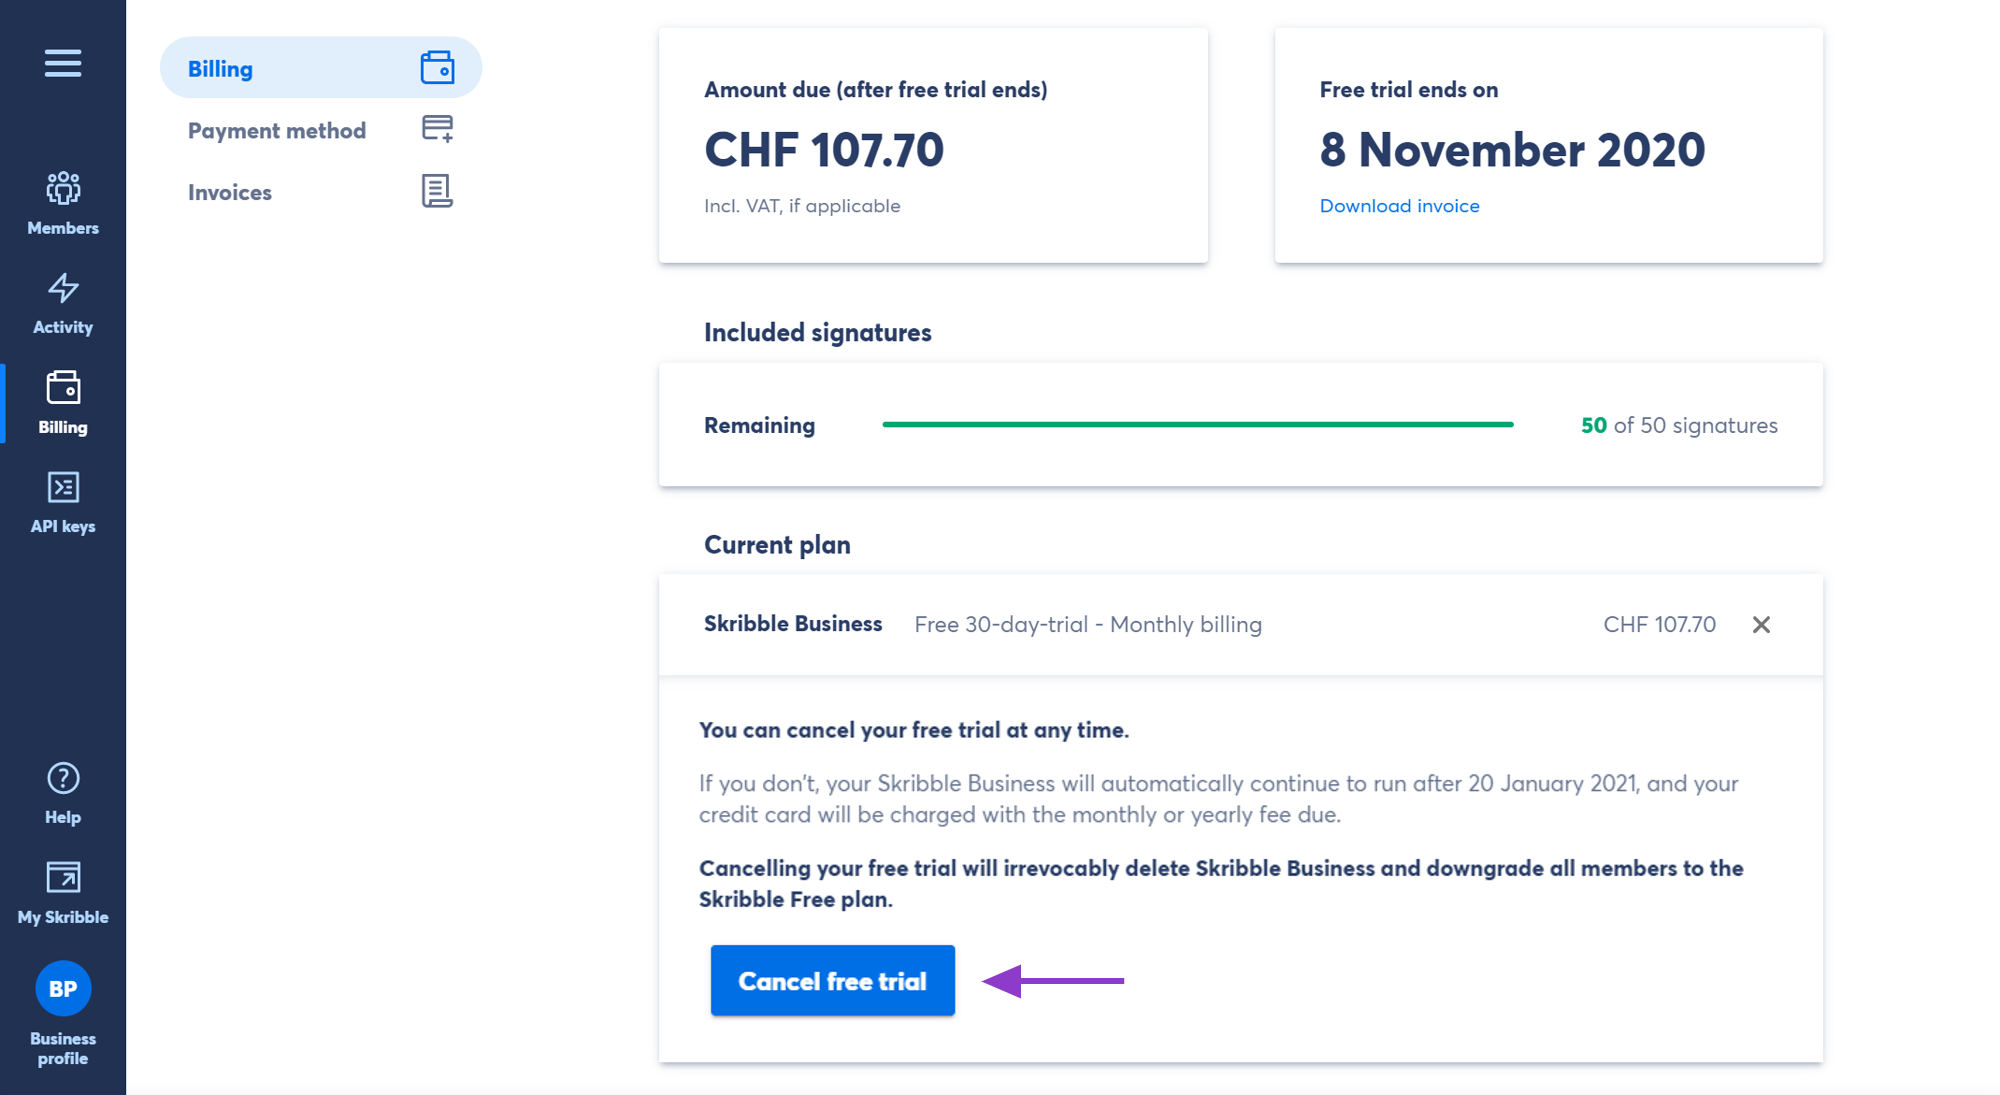 Members
Activity
Billing
API keys
Help
My Skribble
BP
Business
profile
Billing
Payment method
Invoices
Amount due (after free trial ends)
CHF 107.70
Incl. VAT, if applicable
Free trial ends on
8 November 2020
Download invoice
Included signatures
Remaining 50 of 50 signatures
Current plan
Skribble Business Free 30-day-trial - Monthly billing CHF 107.70
You can cancel your free trial at any time.
If you don't, your Skribble Business will automatically continue to run after 20 January 2021, and your
credit card will be charged with the monthly or yearly fee due.
Cancelling your free trial will irrevocably delete Skribble Business and downgrade all members to the
Skribble Free plan.
Cancel free trial